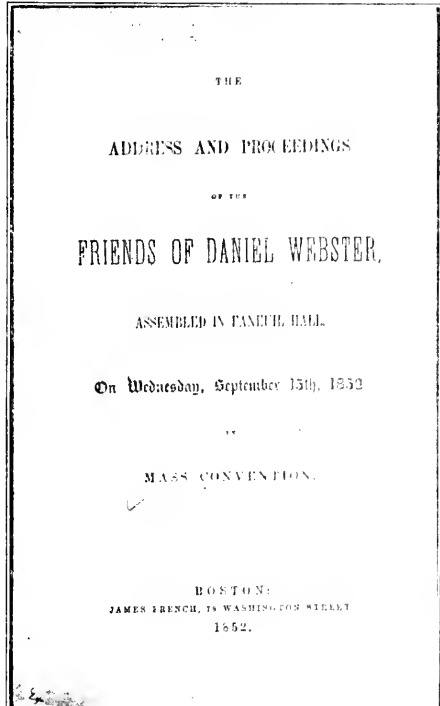 THE
ADDRESS AND PROCEEDINGS
OF THE
FRIENDS OF DANIEL WEBSTER,
ASSEMBLED IN FANEUIL HALL,
On Wednesday, September 15th, 1852
IN
MASS CONVENTION.
BOSTON:
JAMES FRENCH, 78 WASHINGTON STREET
1852.